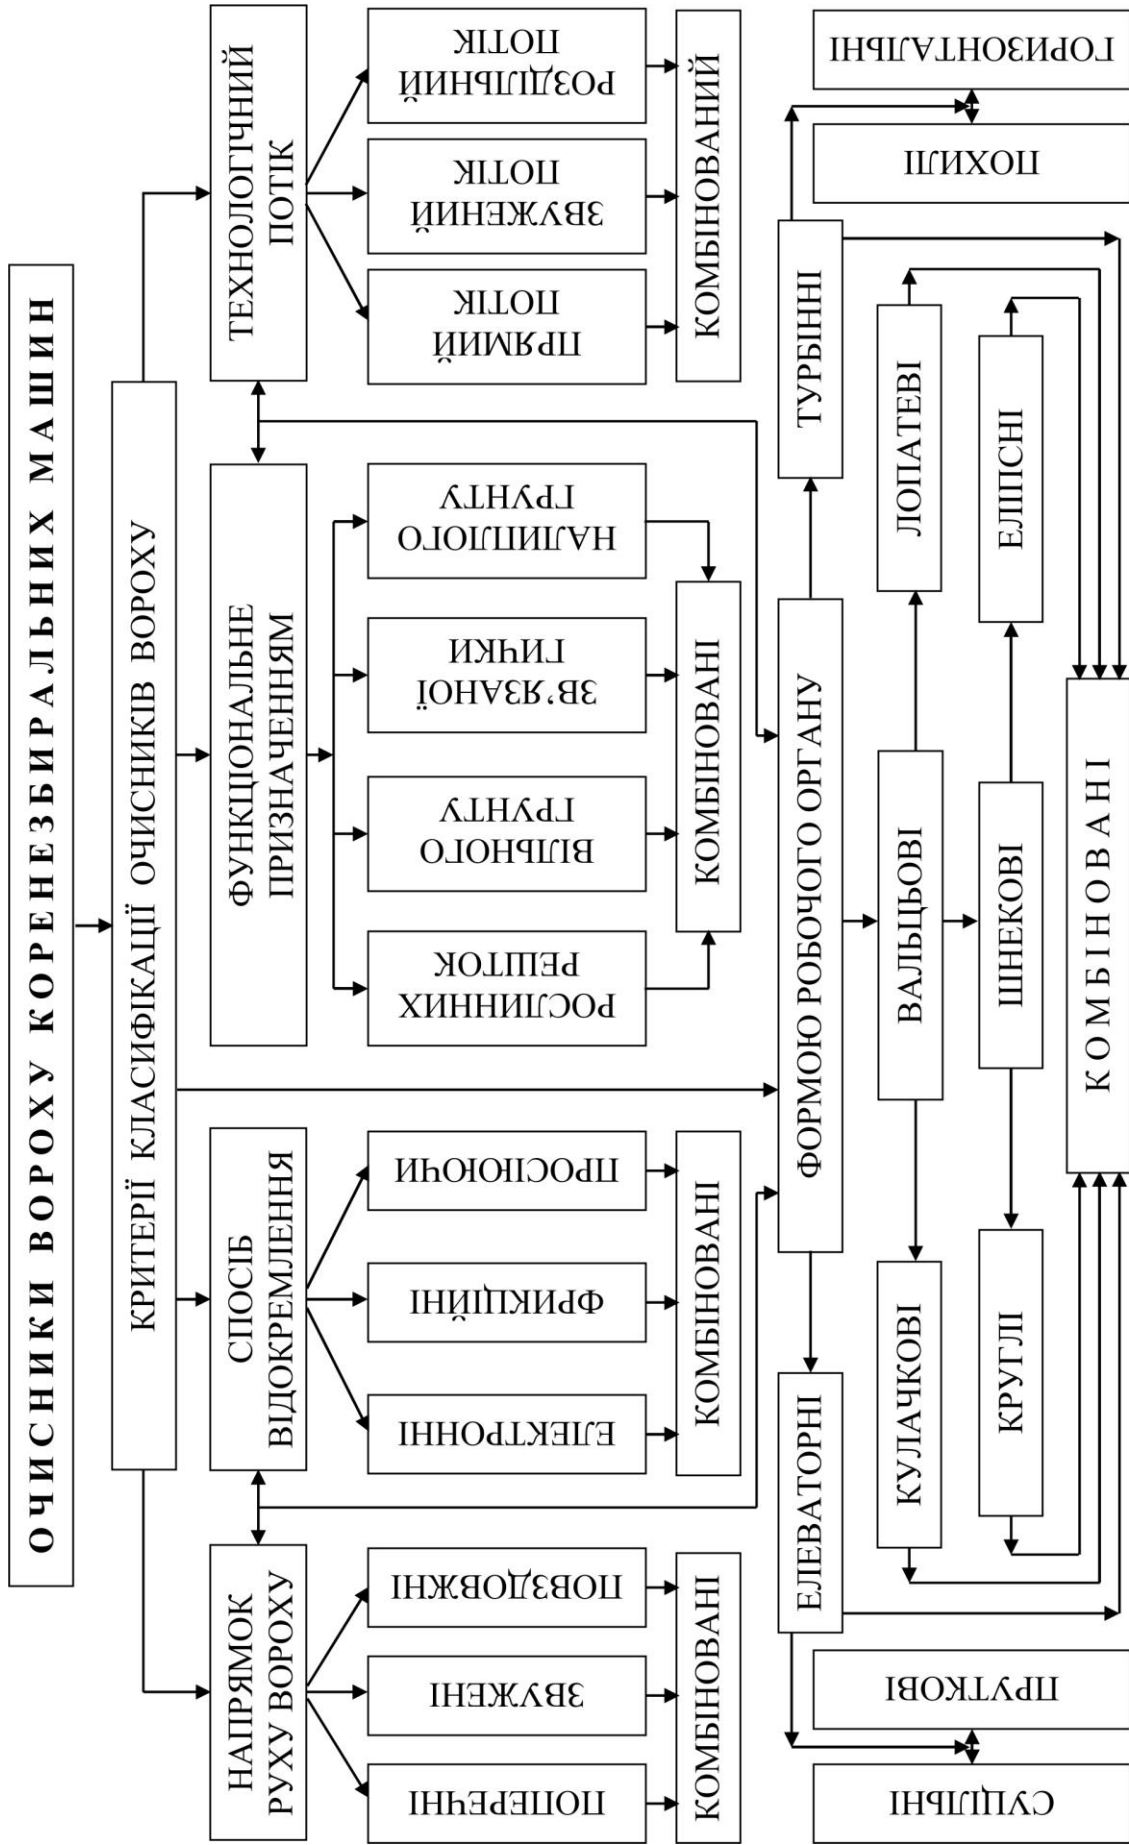 ОЧИСНИКИ ВОРОХУ КОРЕНЕЗБИРАЛЬНИХ МАШИН
КРИТЕРІЇ КЛАСИФІКАЦІЇ ОЧИСНИКІВ ВОРОХУ
НАПРЯМОК
РУХУ ВОРОХУ
СПОСІБ
ВІДОКРЕМЛЕННЯ
ФУНКЦІОНАЛЬНЕ
ПРИЗНАЧЕННЯМ
ТЕХНОЛОГІЧНИЙ
ПОТІК
ПОПЕРЕЧНІ
ЗВУЖЕНІ
ПОВЗДОВЖНІ
ЕЛЕКТРОННІ
ФРИКЦІЙНІ
ПРОСІЮЮЧИ
РОСЛИННИХ
РЕШТОК
ВІЛЬНОГО
ГРУНТУ
ЗВ’ЯЗАНОЇ
ГИЧКИ
НАЛИПЛОГО
ГРУНТУ
ПРЯМИЙ
ПОТІК
ЗВУЖЕНИЙ
ПОТІК
РОЗДІЛЬНИЙ
ПОТІК
КОМБІНОВАНІ
КОМБІНОВАНІ
КОМБІНОВАНІ
КОМБІНОВАНИЙ
ЕЛЕВАТОРНІ
ФОРМОЮ РОБОЧОГО ОРГАНУ
ТУРБІННІ
СУЦІЛЬНІ
ПРУТКОВІ
КУЛАЧКОВІ
ВАЛЬЦЬОВІ
ЛОПАТЕВІ
ПОХИЛІ
ГОРИЗОНТАЛЬНІ
КРУГЛІ
ШНЕКОВІ
ЕЛІПСНІ
КОМБІНОВАНІ